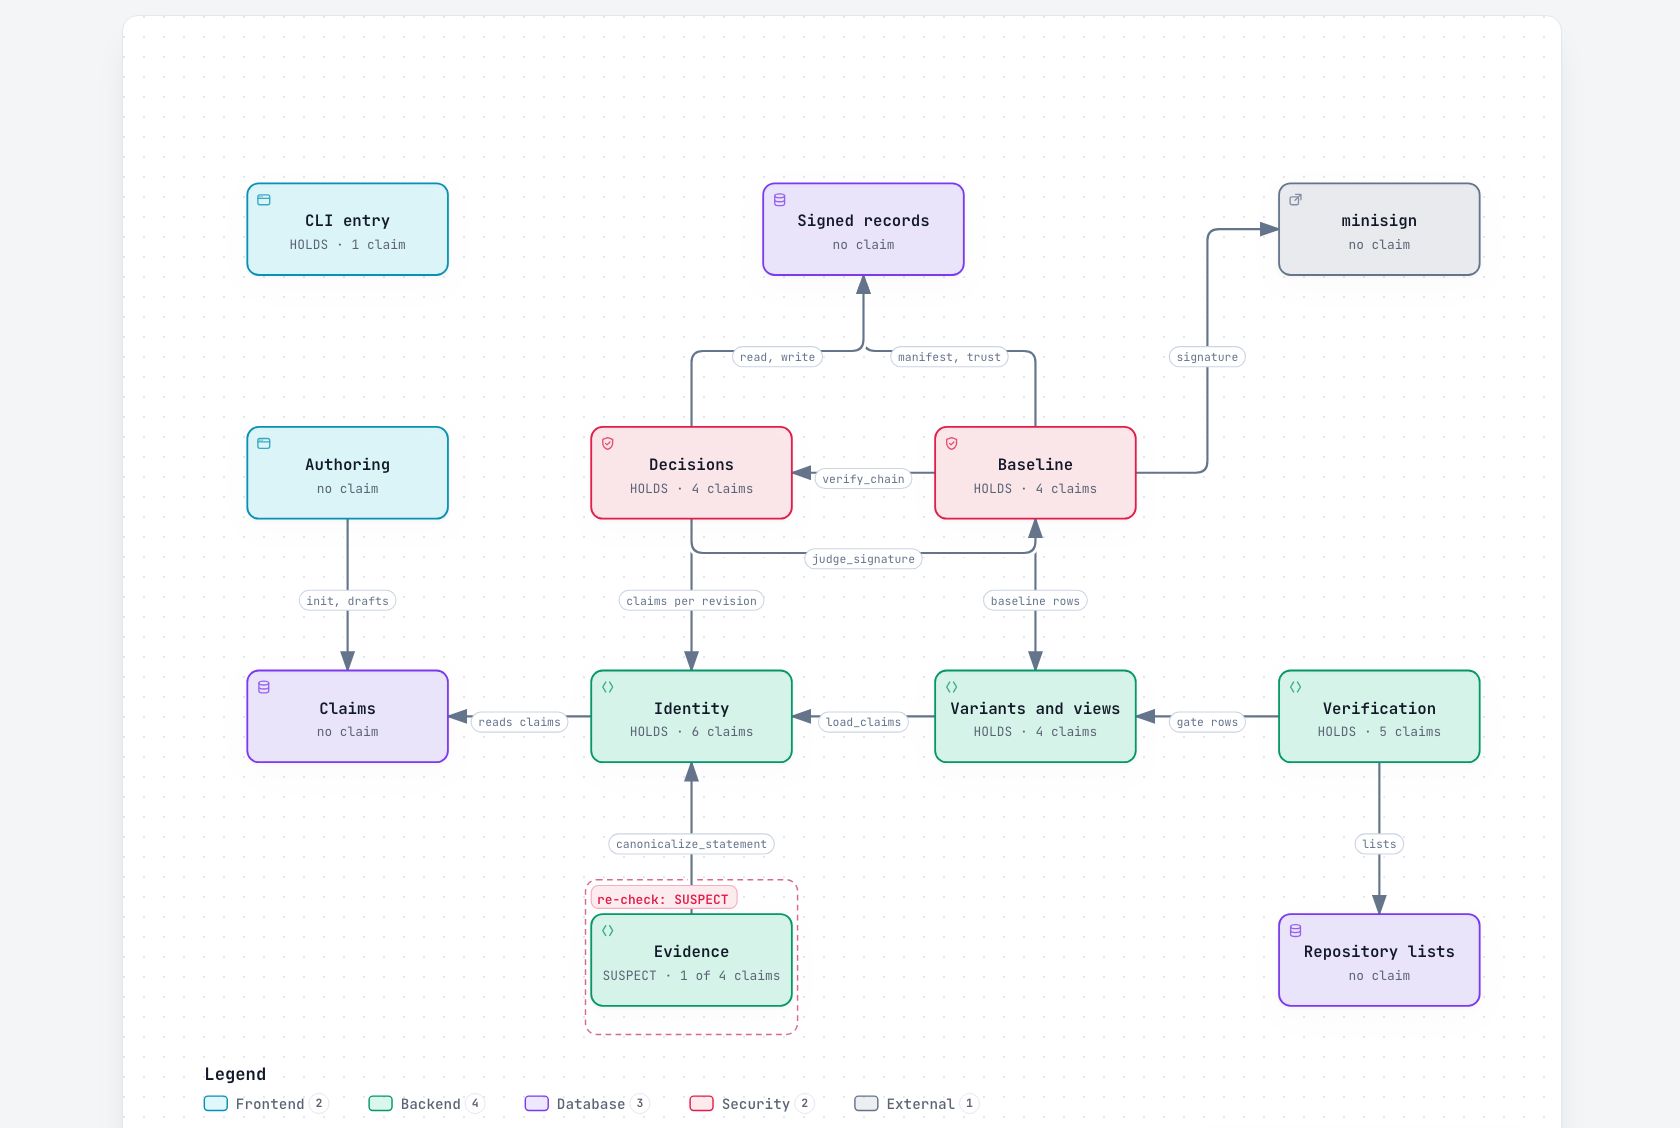 CLI entry
HOLDS · 1 claim
Signed records
no claim
minisign
no claim
read, write
manifest, trust
signature
Authoring
no claim
Decisions
HOLDS · 4 claims
verify_chain
Baseline
HOLDS · 4 claims
judge_signature
init, drafts
claims per revision
baseline rows
Claims
no claim
reads claims
Identity
HOLDS · 6 claims
load_claims
Variants and views
HOLDS · 4 claims
gate rows
Verification
HOLDS · 5 claims
canonicalize_statement
lists
re-check: SUSPECT
Evidence
SUSPECT · 1 of 4 claims
Repository lists
no claim
Legend
Frontend 2
Backend 4
Database 3
Security 2
External 1